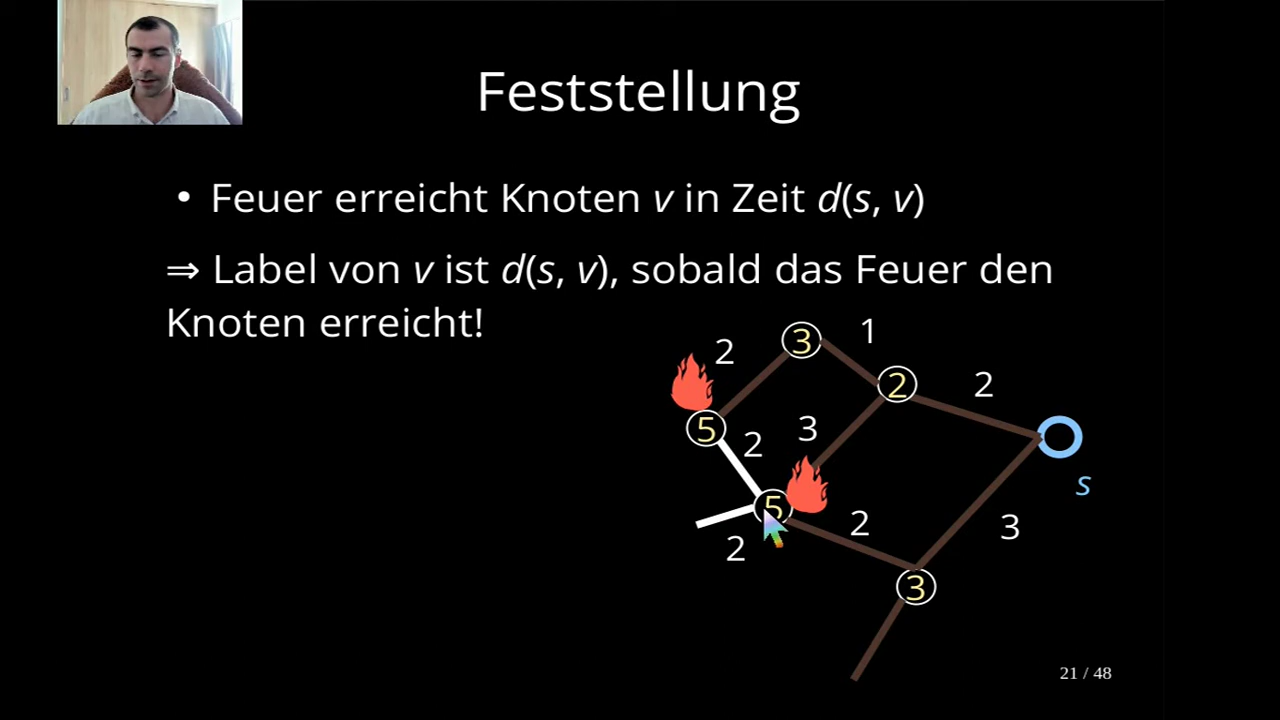 Feststellung
• Feuer erreicht Knoten v in Zeit d(s, v)
⇒ Label von v ist d(s, v), sobald das Feuer den
Knoten erreicht!
1
3
2
2
2
5
3
2
s
5
2
3
2
3
21 / 48